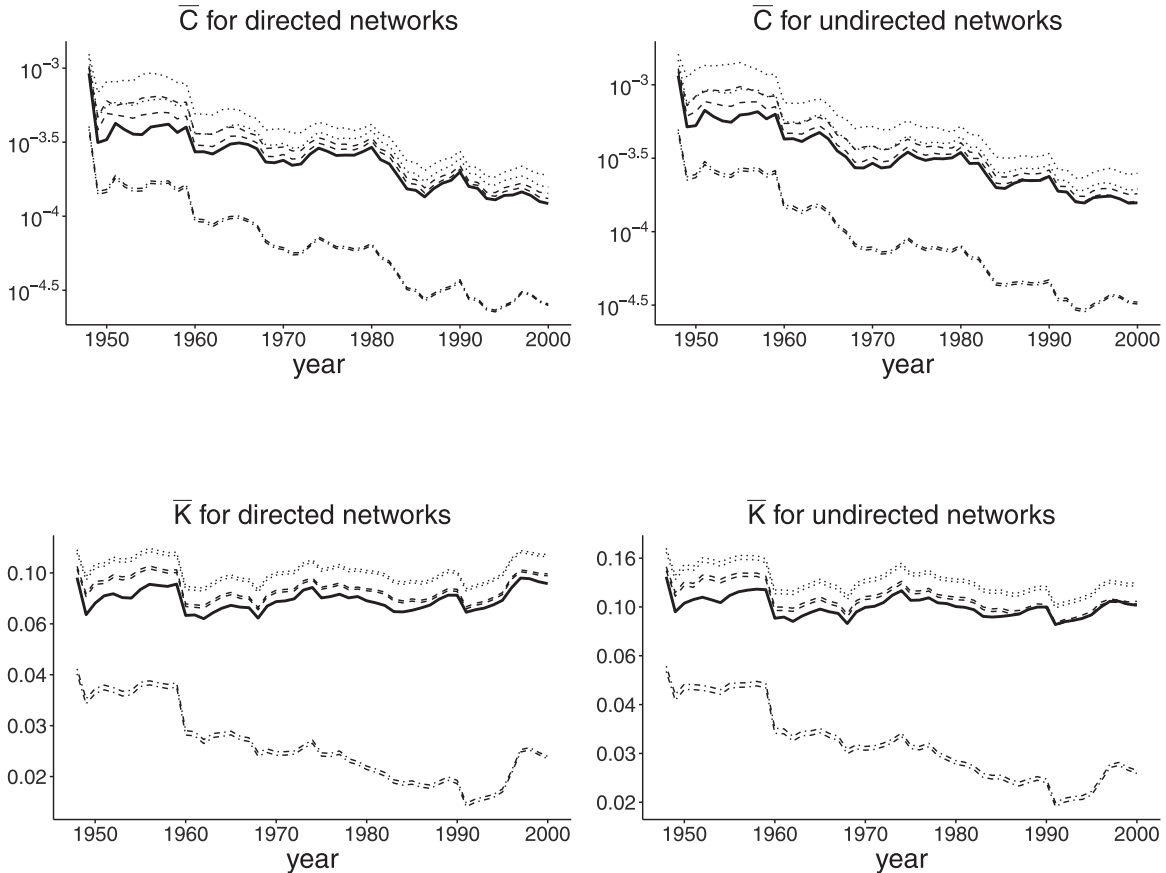 C̅ for directed networks
10⁻³
10⁻³·⁵
10⁻⁴
10⁻⁴·⁵
1950 1960 1970 1980 1990 2000
year
C̅ for undirected networks
10⁻³
10⁻³·⁵
10⁻⁴
10⁻⁴·⁵
1950 1960 1970 1980 1990 2000
year
K̅ for directed networks
0.10
0.06
0.04
0.03
0.02
1950 1960 1970 1980 1990 2000
year
K̅ for undirected networks
0.16
0.10
0.06
0.04
0.03
0.02
1950 1960 1970 1980 1990 2000
year